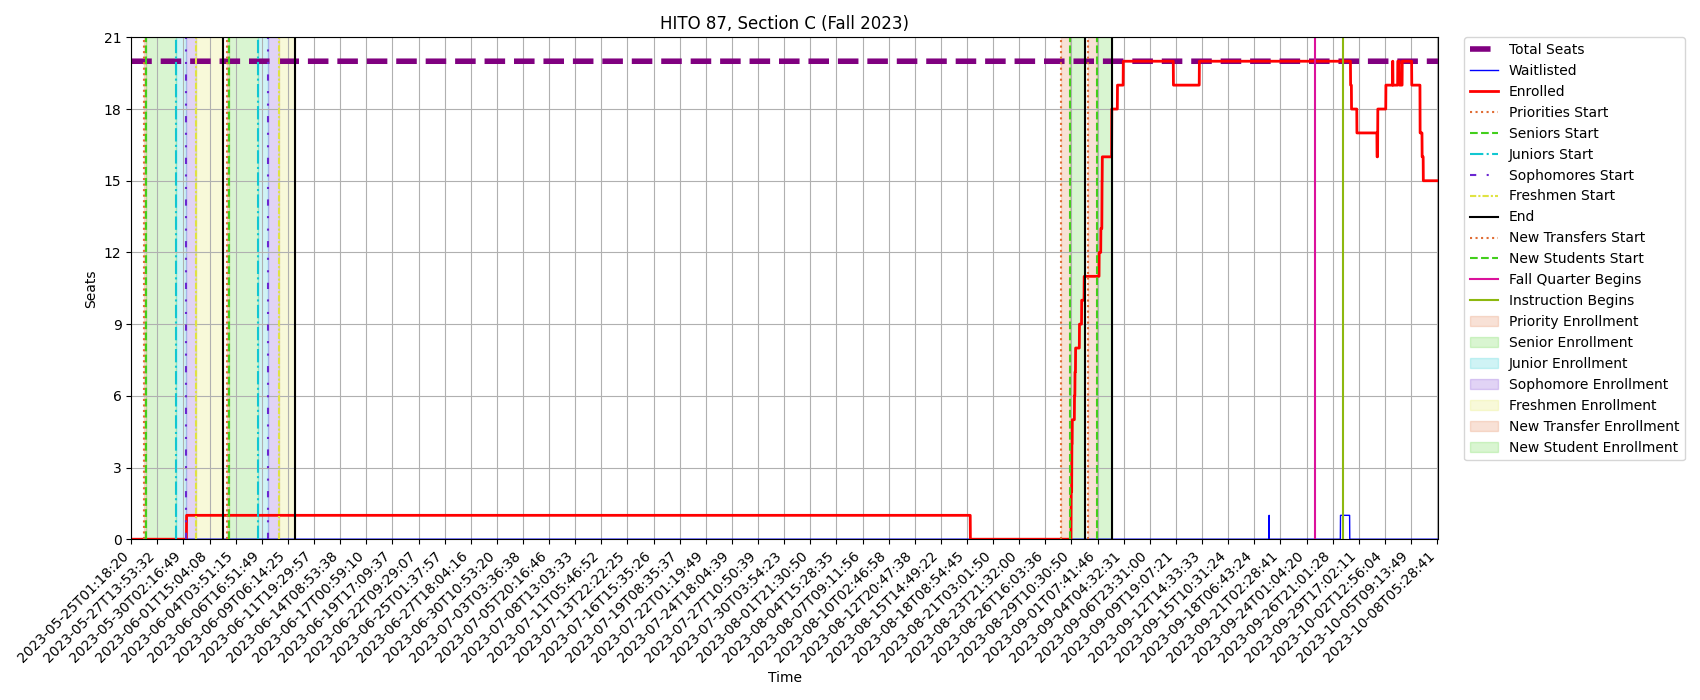 HITO 87, Section C (Fall 2023)
21
18
15
12
9
6
3
0
Seats
2023-05-25T01:18:20
2023-05-27T13:53:32
2023-05-30T02:16:49
2023-06-01T15:04:08
2023-06-04T03:51:15
2023-06-06T16:51:49
2023-06-09T06:14:25
2023-06-11T19:29:57
2023-06-14T08:53:38
2023-06-17T00:59:10
2023-06-19T17:09:37
2023-06-22T09:29:07
2023-06-25T01:37:57
2023-06-27T18:04:16
2023-06-30T10:53:20
2023-07-03T03:36:38
2023-07-05T20:16:46
2023-07-08T13:03:33
2023-07-11T05:46:52
2023-07-13T22:22:25
2023-07-16T15:35:26
2023-07-19T08:35:37
2023-07-22T01:19:49
2023-07-24T18:04:39
2023-07-27T10:50:39
2023-07-30T03:54:23
2023-08-01T21:30:50
2023-08-04T15:28:35
2023-08-07T09:11:56
2023-08-10T02:46:58
2023-08-12T20:47:38
2023-08-15T14:49:22
2023-08-18T08:54:45
2023-08-21T03:01:50
2023-08-23T21:32:00
2023-08-26T16:03:36
2023-08-29T10:30:50
2023-09-01T07:41:46
2023-09-04T04:32:31
2023-09-06T23:31:00
2023-09-09T19:07:21
2023-09-12T14:33:33
2023-09-15T10:31:24
2023-09-18T06:43:24
2023-09-21T02:28:41
2023-09-24T01:04:20
2023-09-26T21:01:28
2023-09-29T17:02:11
2023-10-02T12:56:04
2023-10-05T09:13:49
2023-10-08T05:28:41
Time
Total Seats
Waitlisted
Enrolled
Priorities Start
Seniors Start
Juniors Start
Sophomores Start
Freshmen Start
End
New Transfers Start
New Students Start
Fall Quarter Begins
Instruction Begins
Priority Enrollment
Senior Enrollment
Junior Enrollment
Sophomore Enrollment
Freshmen Enrollment
New Transfer Enrollment
New Student Enrollment